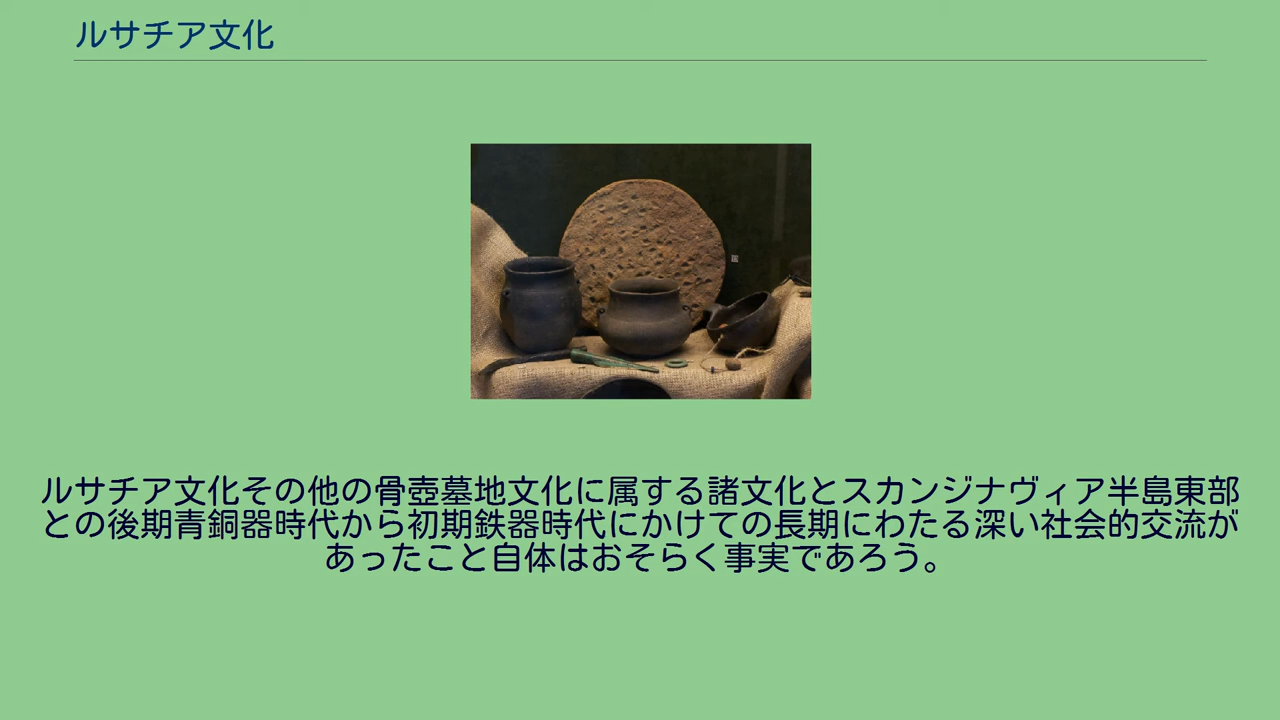 ルサチア文化
ルサチア文化その他の骨壺墓地文化に属する諸文化とスカンジナヴィア半島東部
との後期青銅器時代から初期鉄器時代にかけての長期にわたる深い社会的交流が
あったこと自体はおそらく事実であろう。